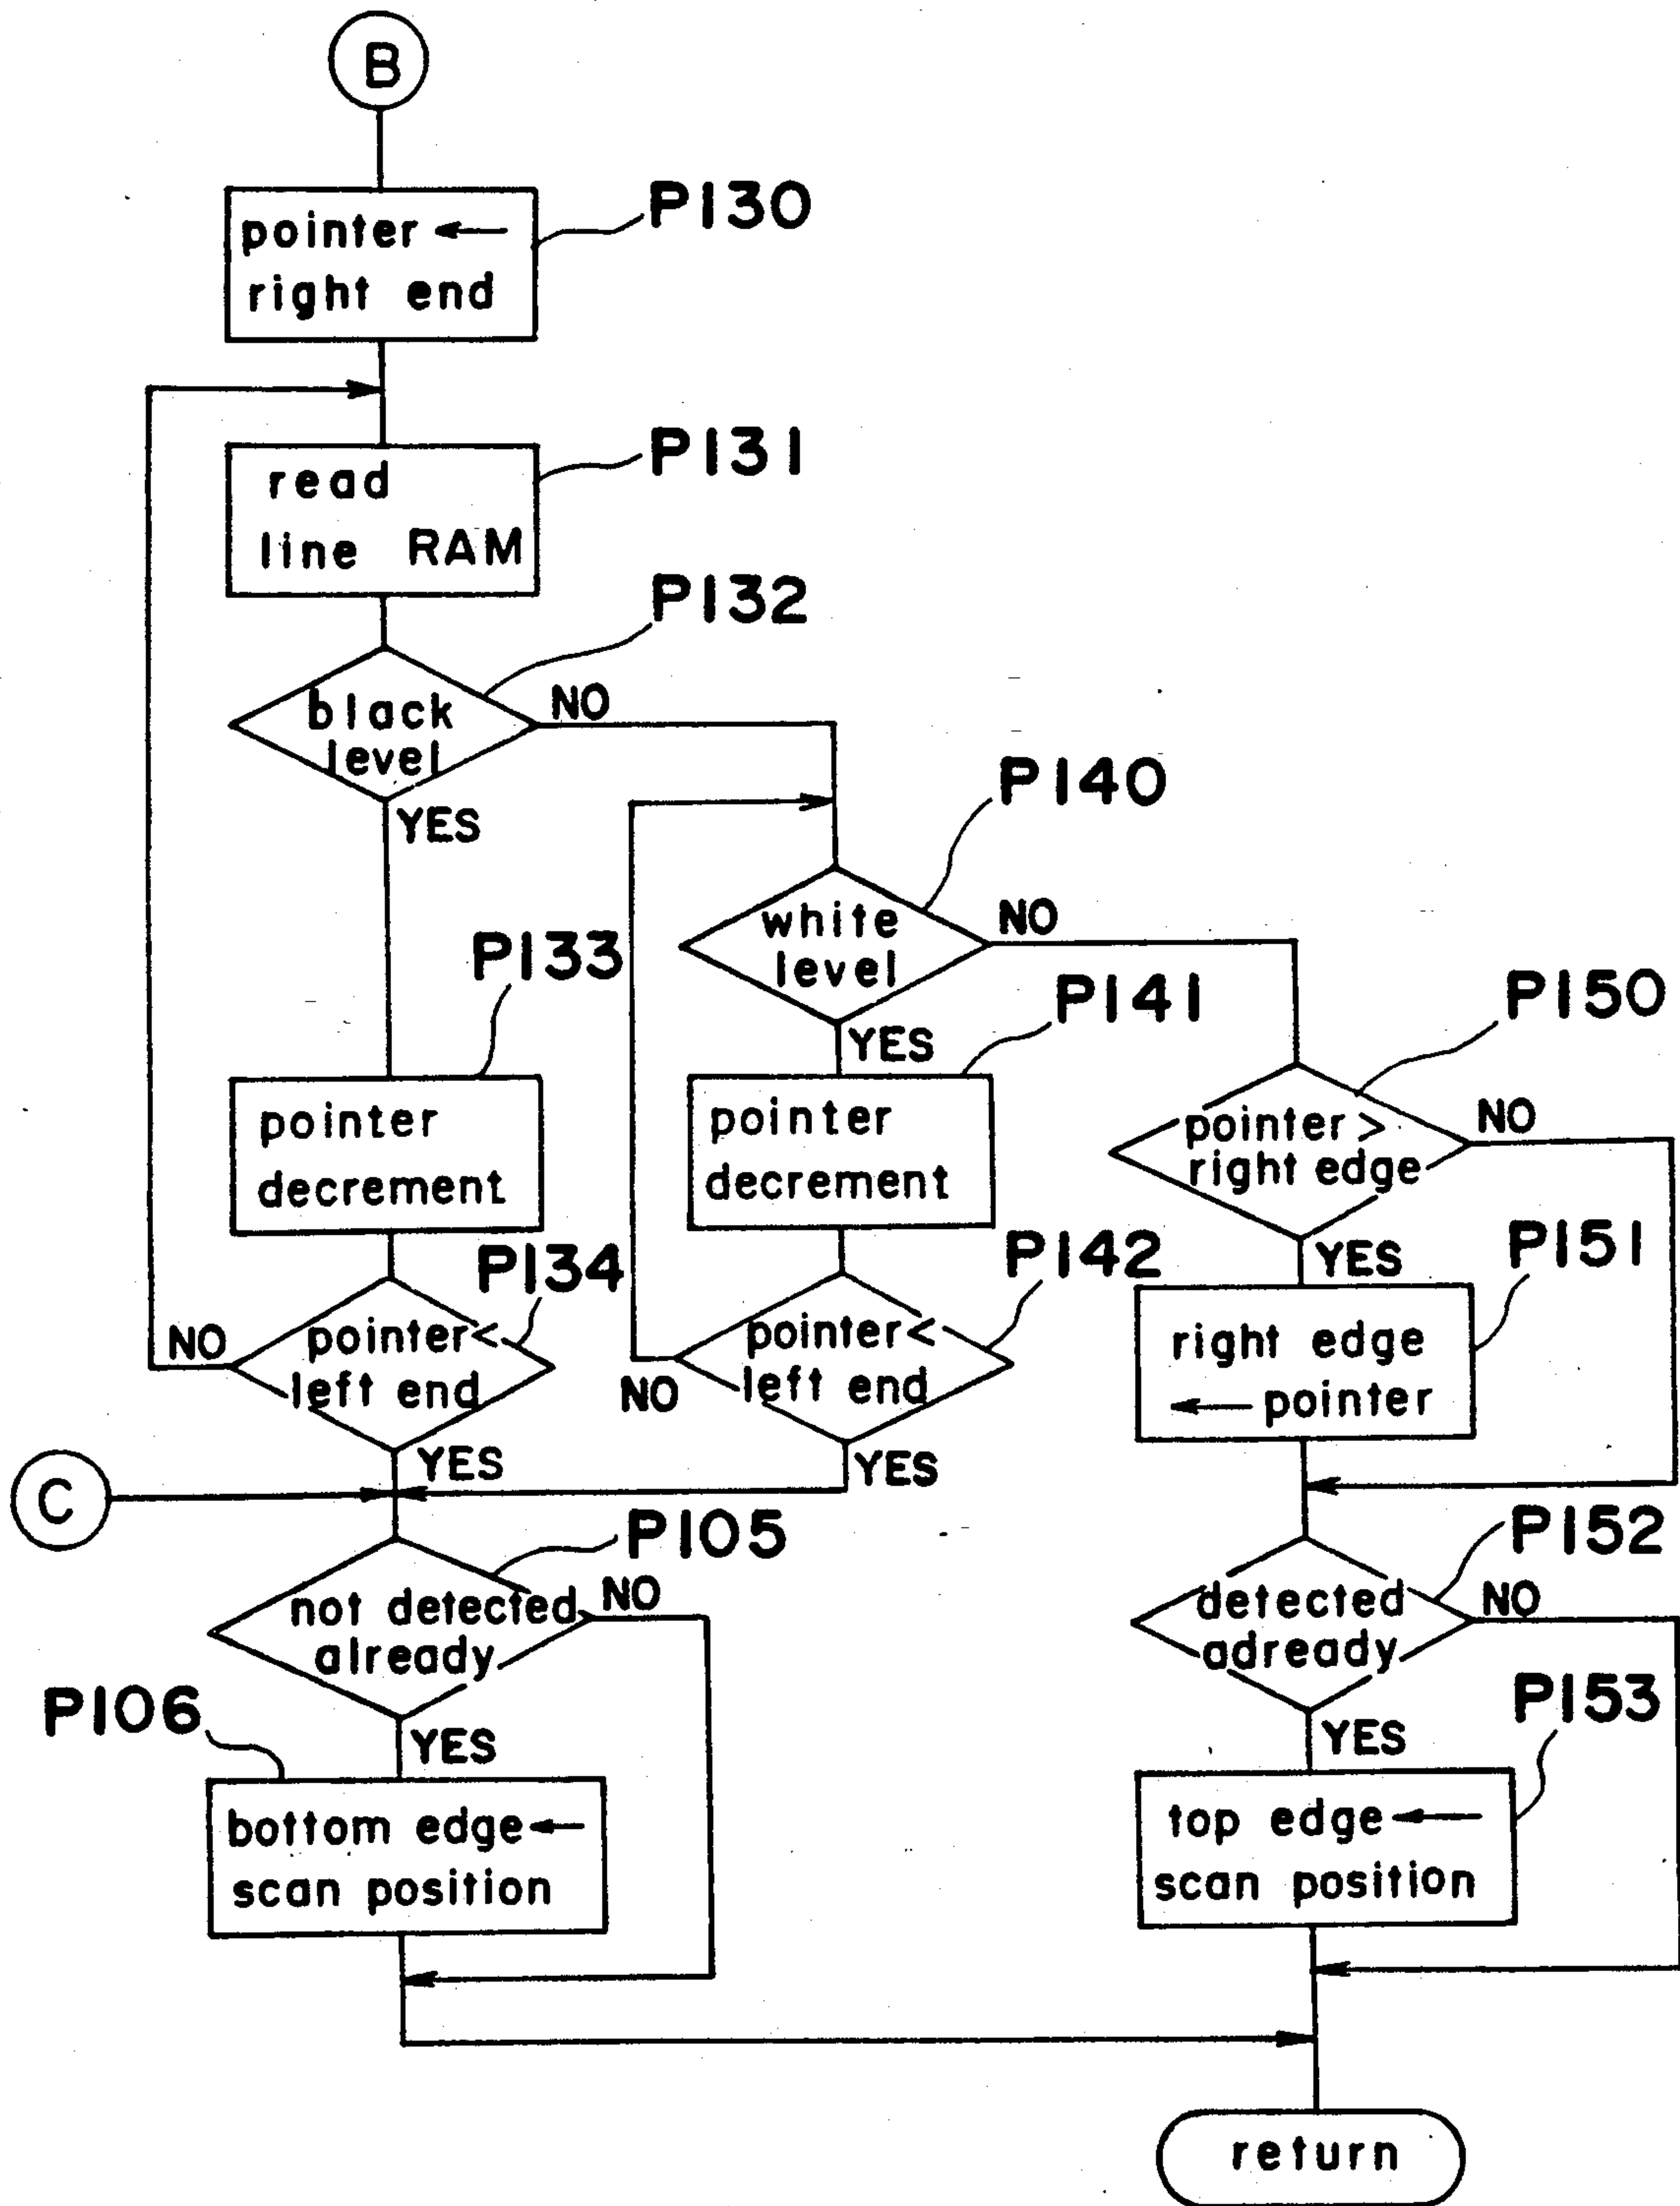 B
pointer ←
right end
P130
read
line RAM
P131
black
level
P132
NO
YES
white
level
P140
NO
YES
pointer
decrement
P133
pointer
decrement
P141
pointer >
right edge
P150
NO
YES
pointer <
left end
P134
NO
YES
pointer <
left end
P142
NO
YES
right edge
← pointer
P151
C
not detected
already
P105
NO
YES
detected
adready
P152
NO
YES
P106
bottom edge ←
scan position
top edge ←
scan position
P153
return